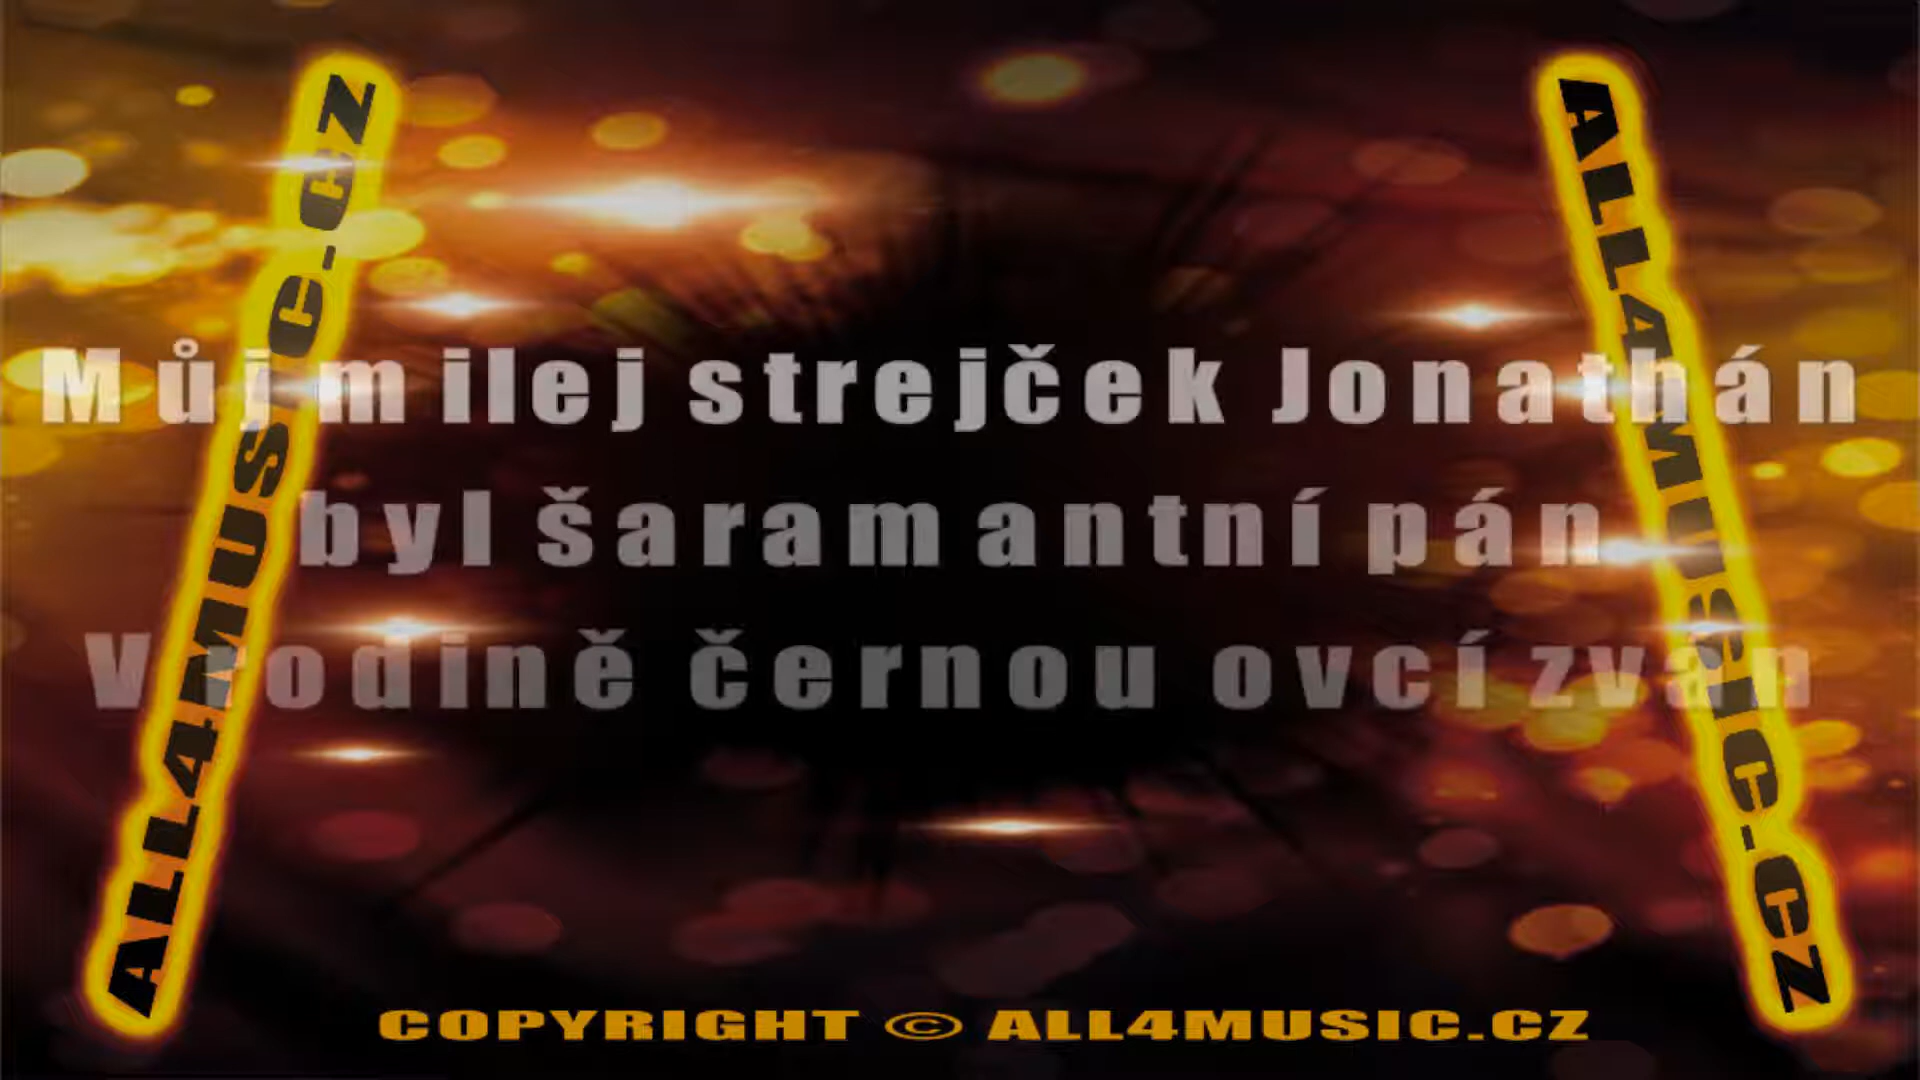 ALL4MUSIC.CZ
ALL4MUSIC.CZ
Můj milej strejček Jonathán
byl šaramantní pán
V rodině černou ovcí zván
COPYRIGHT © ALL4MUSIC.CZ